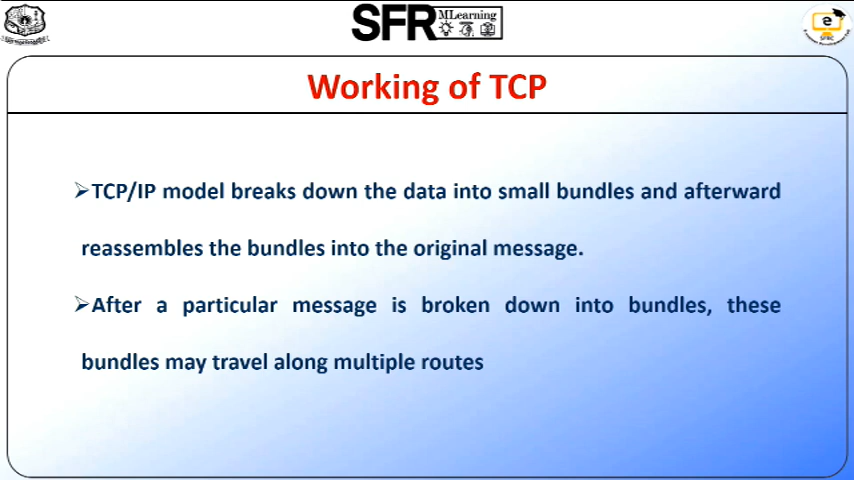 SFR MLearning
e
SFRC
Working of TCP
➢TCP/IP model breaks down the data into small bundles and afterward
reassembles the bundles into the original message.
➢After a particular message is broken down into bundles, these
bundles may travel along multiple routes